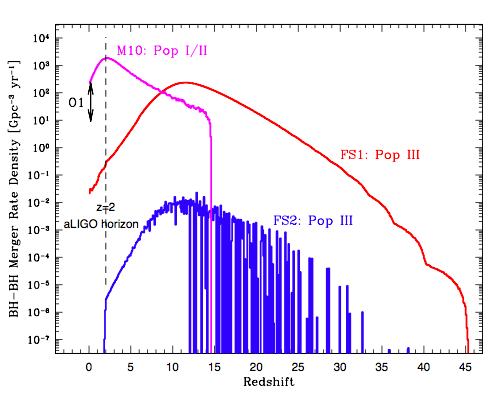 BH-BH Merger Rate Density [Gpc⁻³ yr⁻¹]
10⁴
10³
10²
10¹
10⁰
10⁻¹
10⁻²
10⁻³
10⁻⁴
10⁻⁵
10⁻⁶
10⁻⁷
M10: Pop I/II
O1
FS1: Pop III
z=2
aLIGO horizon
FS2: Pop III
0 5 10 15 20 25 30 35 40 45
Redshift